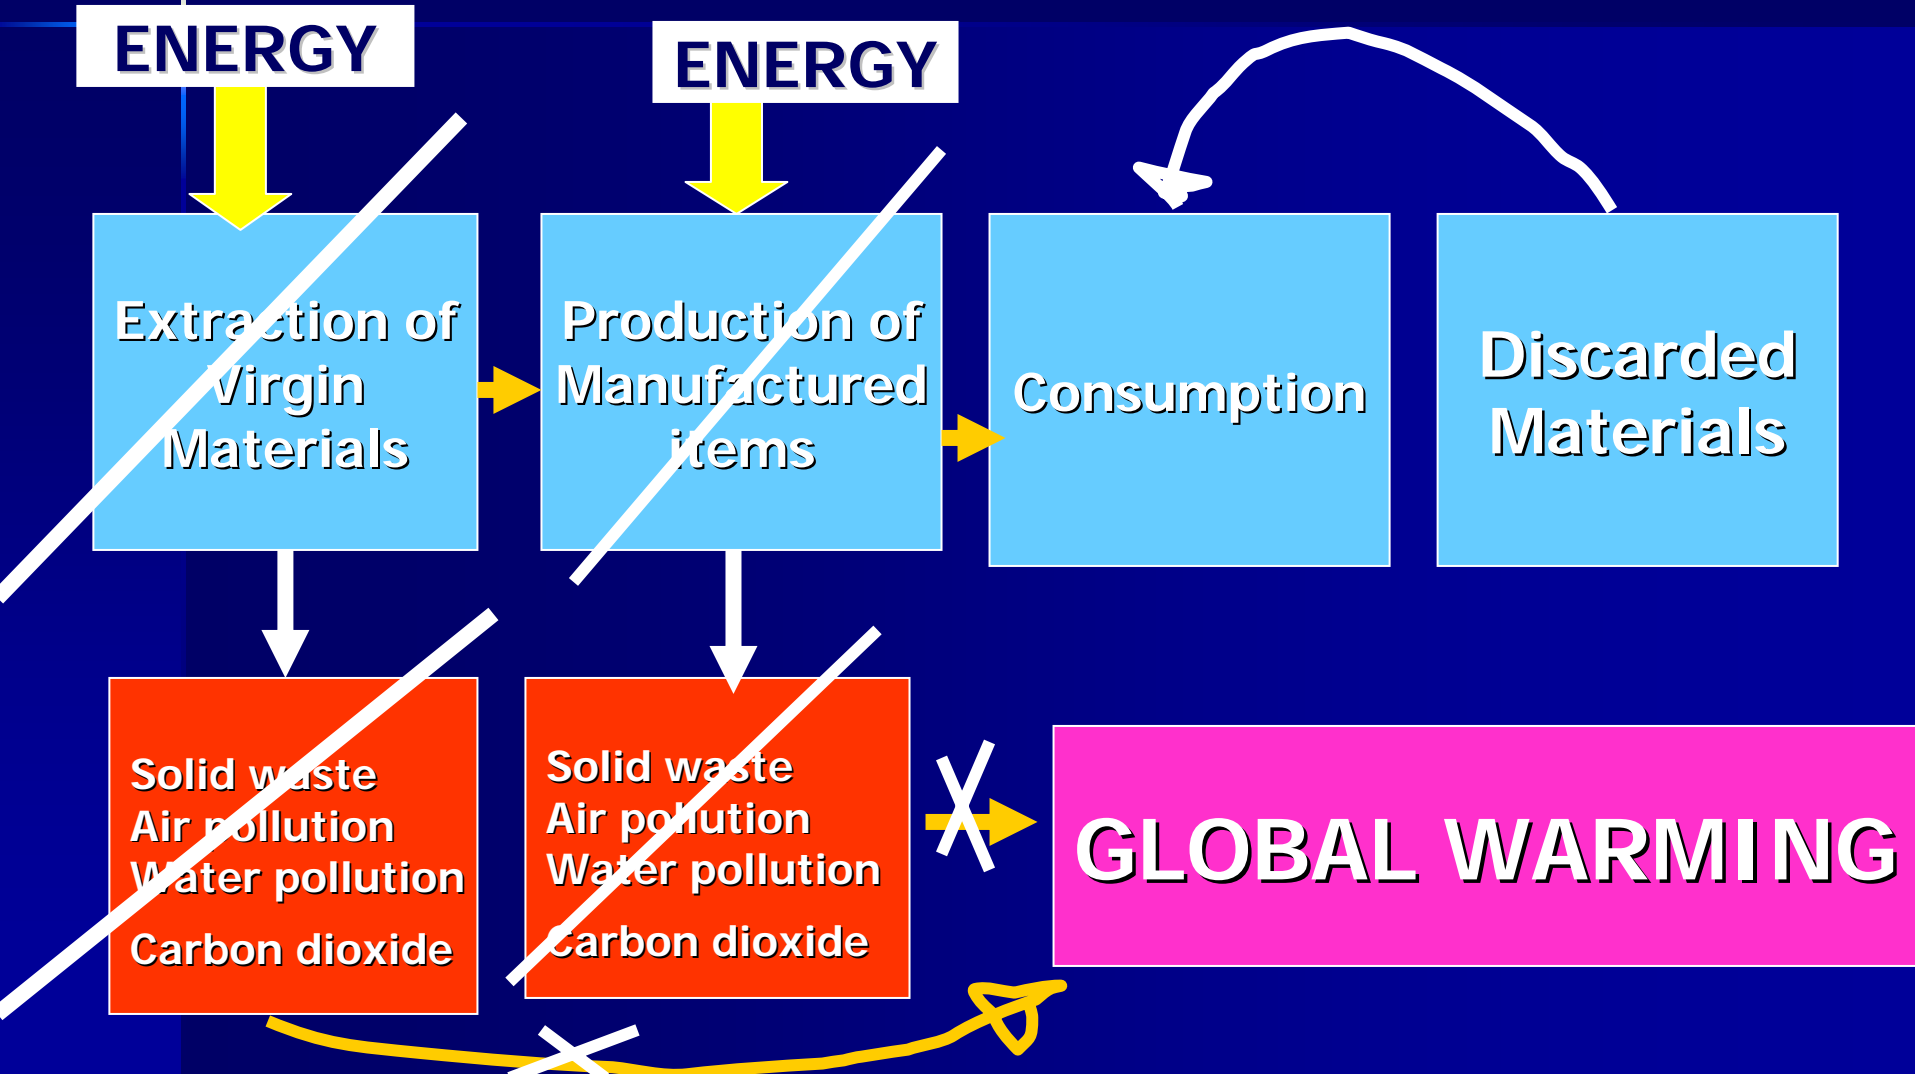 ENERGY
ENERGY
Extraction of
Virgin
Materials
Production of
Manufactured
items
Consumption
Discarded
Materials
Solid waste
Air pollution
Water pollution
Carbon dioxide
Solid waste
Air pollution
Water pollution
Carbon dioxide
GLOBAL WARMING